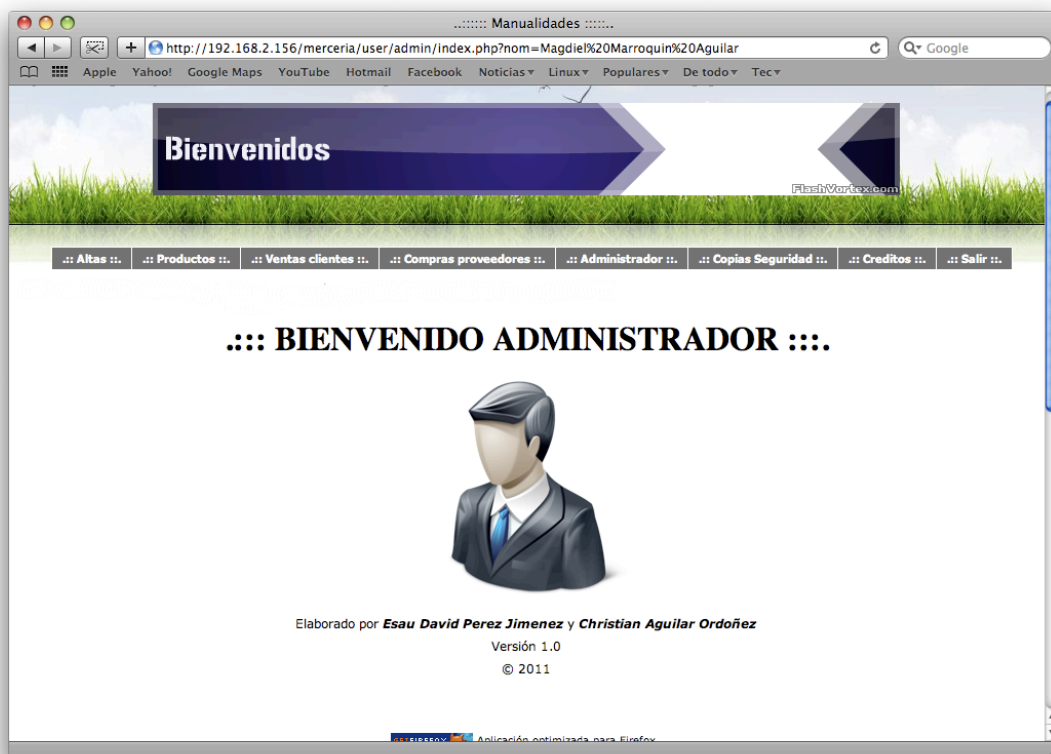 ..:::::: Manualidades :::::..
http://192.168.2.156/merceria/user/admin/index.php?nom=Magdiel%20Marroquin%20Aguilar
Google
Apple Yahoo! Google Maps YouTube Hotmail Facebook Noticias Linux Populares De todo Tec
Bienvenidos
FlashVortex.com
.:: Altas ::. .:: Productos ::. .:: Ventas clientes ::. .:: Compras proveedores ::. .:: Administrador ::. .:: Copias Seguridad ::. .:: Creditos ::. .:: Salir ::.
.::: BIENVENIDO ADMINISTRADOR :::.
Elaborado por Esau David Perez Jimenez y Christian Aguilar Ordoñez
Versión 1.0
© 2011
GET FIREFOX Aplicación optimizada para Firefox